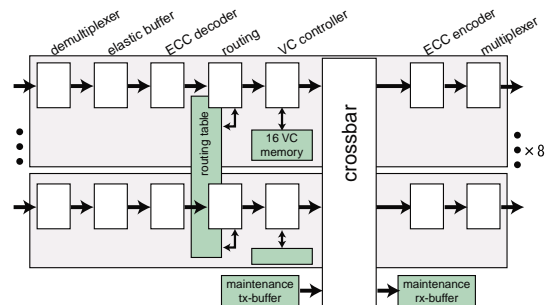 demultiplexer
elastic buffer
ECC decoder
routing
VC controller
ECC encoder
multiplexer
routing table
16 VC
memory
crossbar
× 8
maintenance
tx-buffer
maintenance
rx-buffer